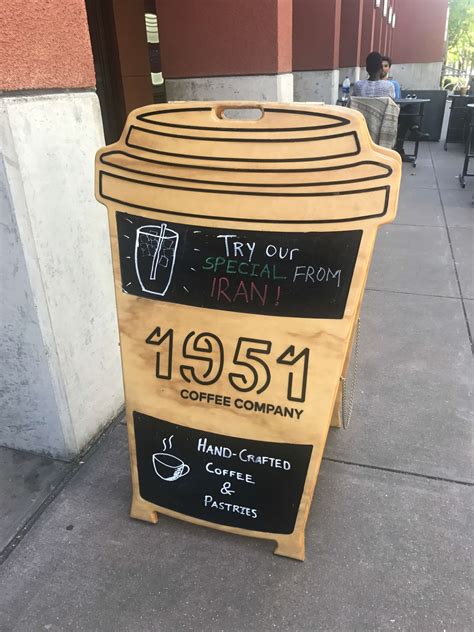 Try our
SPECIAL FROM
IRAN!
1951
COFFEE COMPANY
HAND-CRAFTED
COFFEE
&
PASTRIES